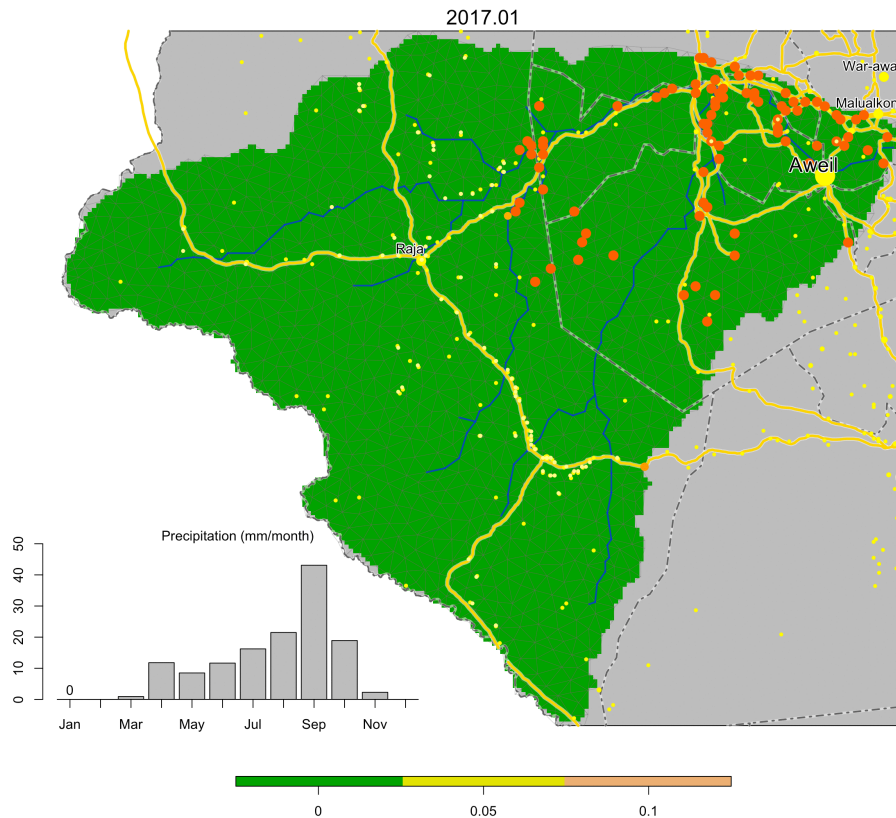 2017.01
War-awa
Malualkon
Aweil
Raja
Precipitation (mm/month)
50
40
30
20
10
0
0
Jan Mar May Jul Sep Nov
0 0.05 0.1